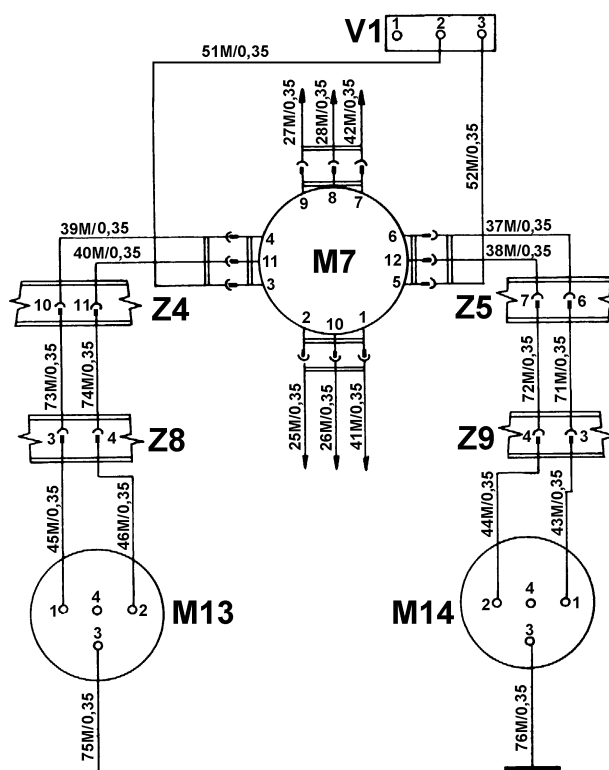 V1
1 2 3
51M/0,35
27M/0,35
28M/0,35
42M/0,35
52M/0,35
9 8 7
39M/0,35
4
6
37M/0,35
40M/0,35
11
M7
12
38M/0,35
3
5
10 11
Z4
2 10 1
Z5
7 6
73M/0,35
74M/0,35
25M/0,35
26M/0,35
41M/0,35
72M/0,35
71M/0,35
3 4
Z8
Z9
4 3
45M/0,35
46M/0,35
44M/0,35
43M/0,35
1 4 2
M13
M14
2 4 1
3
3
75M/0,35
76M/0,35